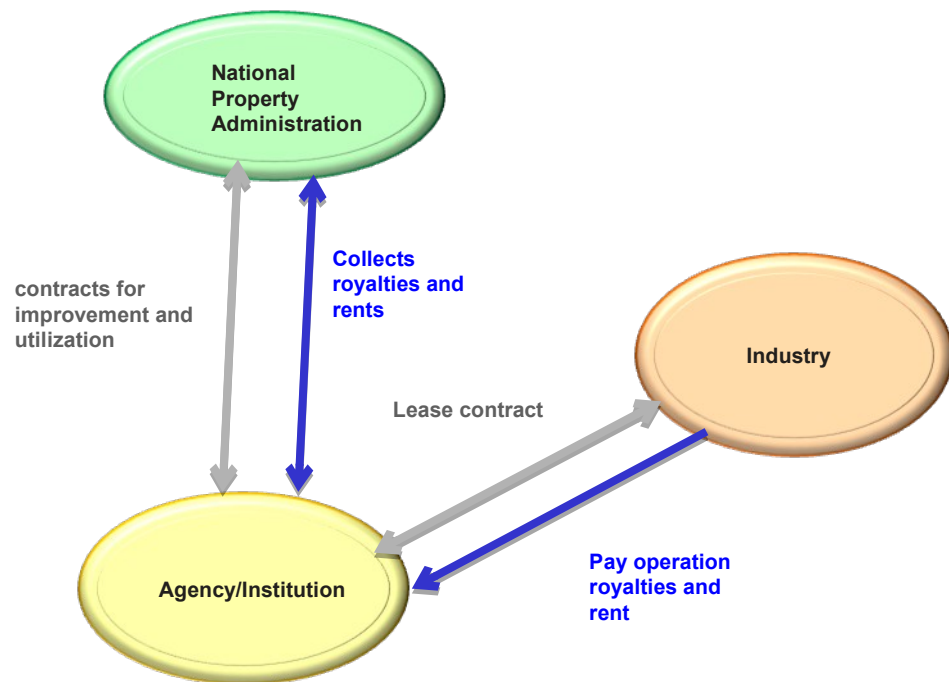 National
Property
Administration
Collects
royalties and
rents
contracts for
improvement and
utilization
Industry
Lease contract
Agency/Institution
Pay operation
royalties and
rent